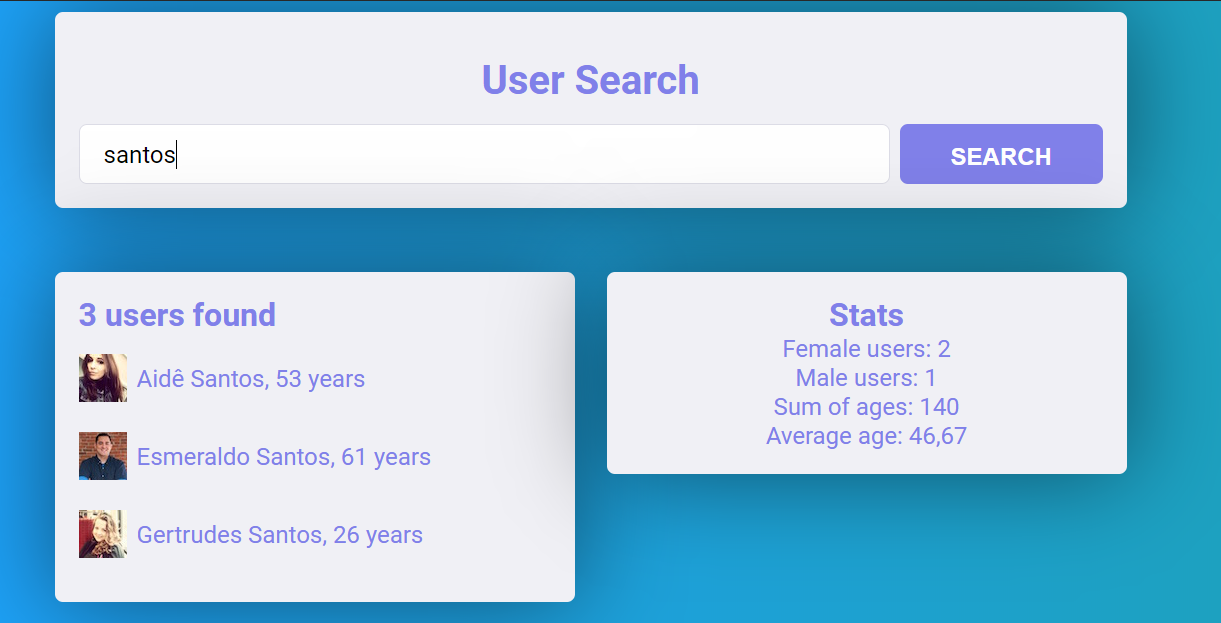 User Search
santos
SEARCH
3 users found
Aidê Santos, 53 years
Esmeraldo Santos, 61 years
Gertrudes Santos, 26 years
Stats
Female users: 2
Male users: 1
Sum of ages: 140
Average age: 46,67